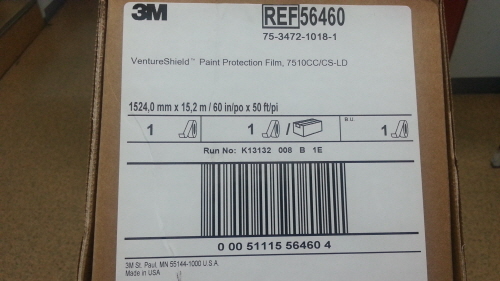 3M
REF56460
75-3472-1018-1
VentureShield™ Paint Protection Film, 7510CC/CS-LD
1524,0 mm x 15,2 m / 60 in/po x 50 ft/pi
1 1 / B.U. 1
Run No: K13132 008 B 1E
0 00 51115 56460 4
3M St. Paul, MN 55144-1000 U.S.A.
Made in USA